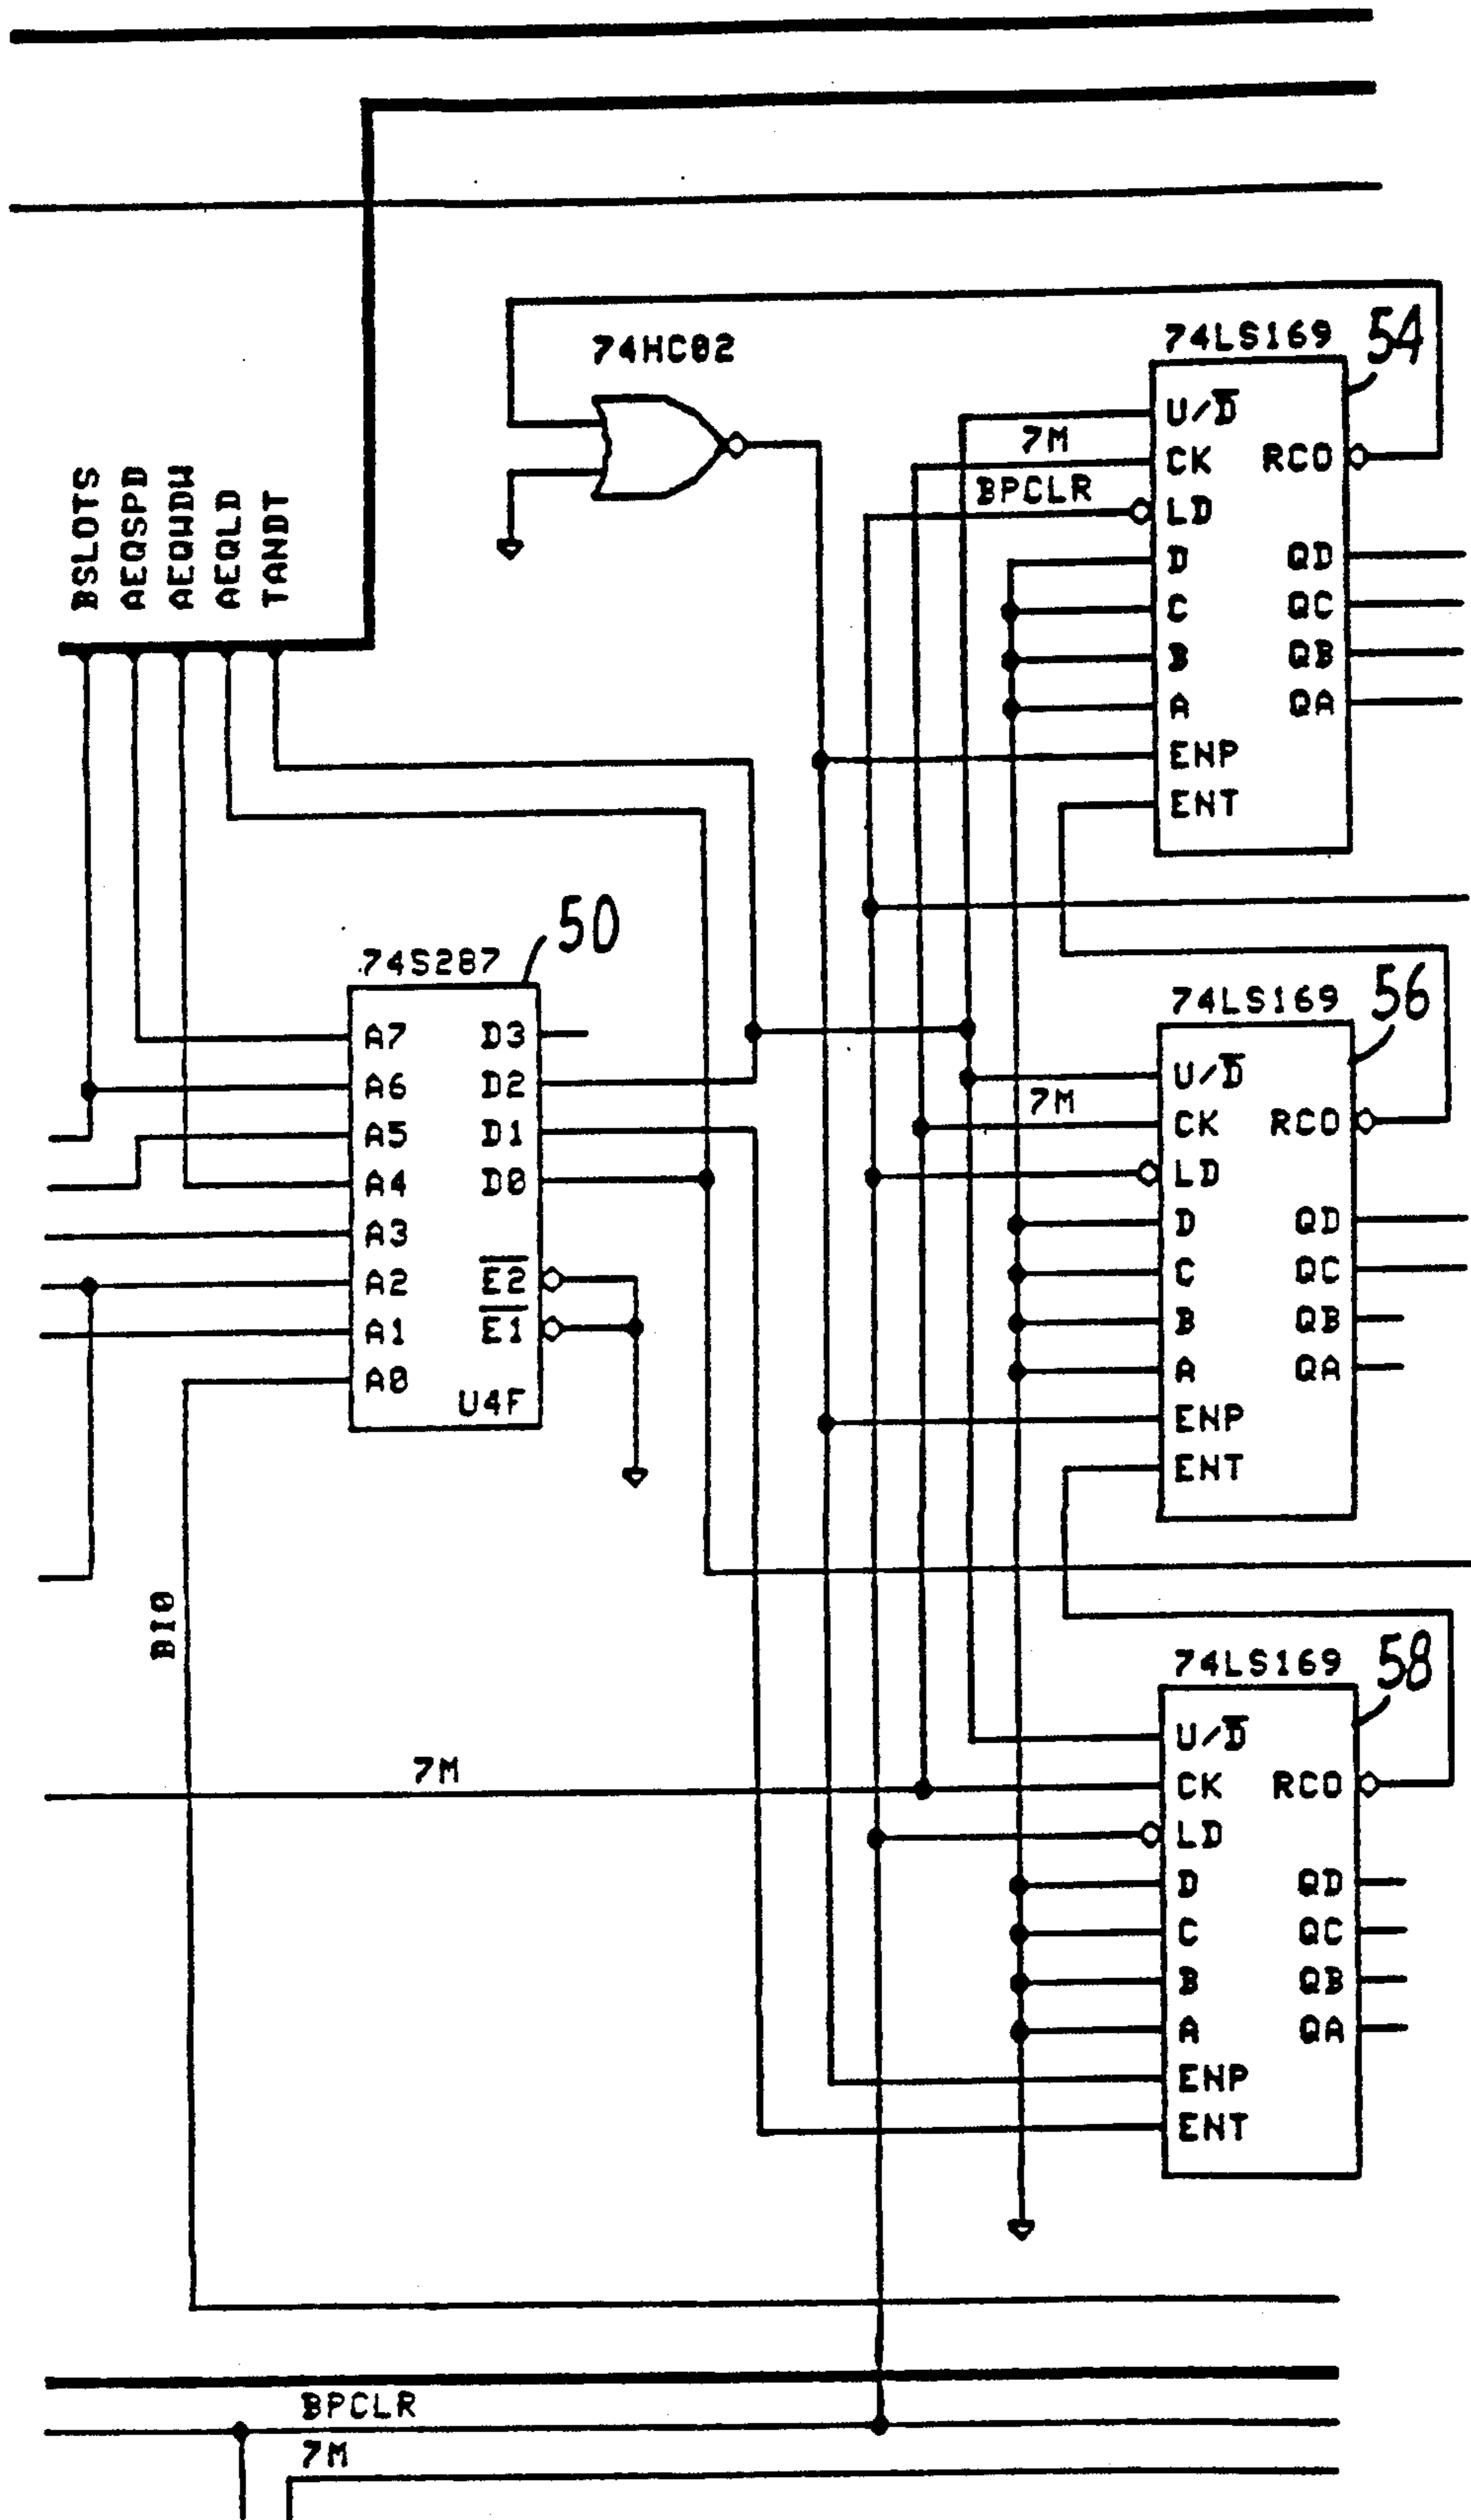 74HC02
74LS169
54
U/D
CK
RCO
LD
D
QD
C
QC
B
QB
A
QA
ENP
ENT
7M
BPCLR
BSLOTS
AEQSPD
AEQWDW
AEQLD
TANDT
74S287
50
A7
D3
A6
D2
A5
D1
A4
D0
A3
A2
E2
A1
E1
A0
U4F
74LS169
56
U/D
7M
CK
RCO
LD
D
QD
C
QC
B
QB
A
QA
ENP
ENT
BI0
74LS169
58
U/D
7M
CK
RCO
LD
D
QD
C
QC
B
QB
A
QA
ENP
ENT
BPCLR
7M